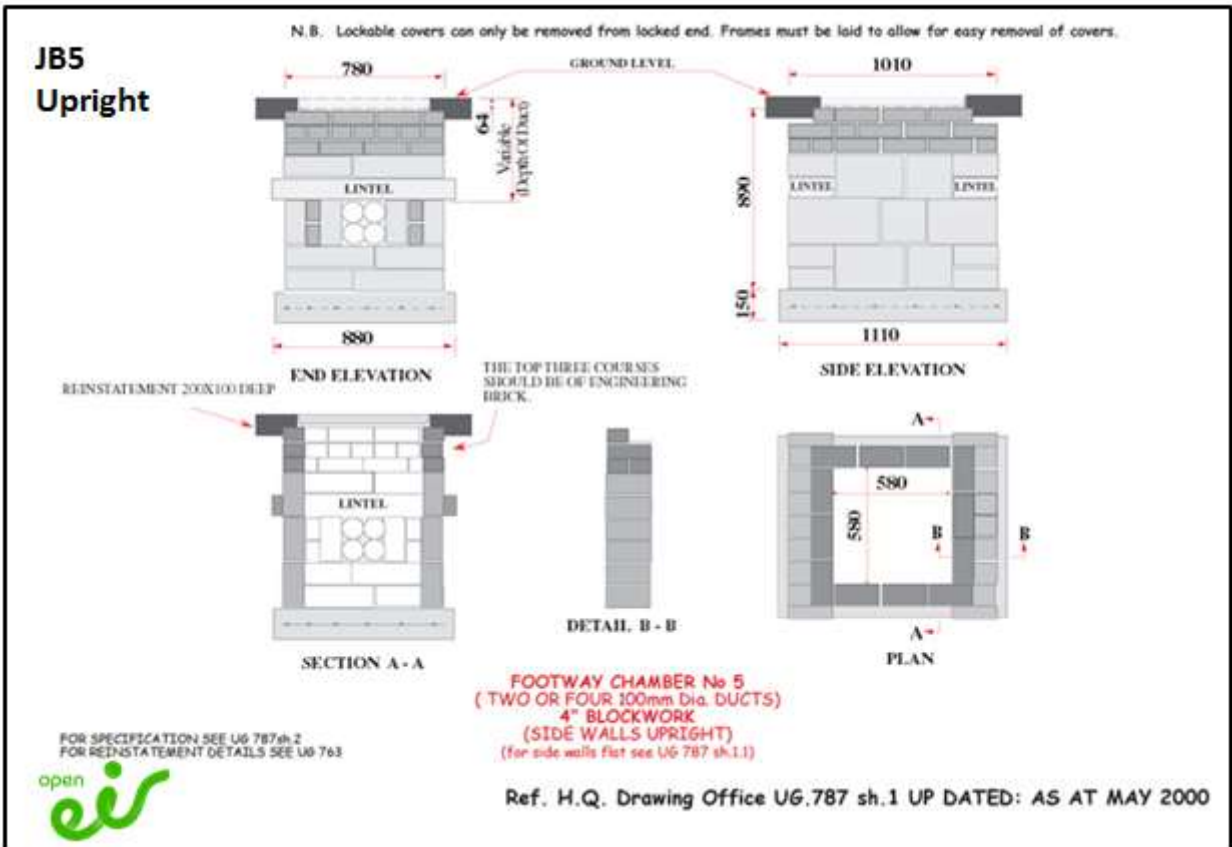 N.B. Lockable covers can only be removed from locked end. Frames must be laid to allow for easy removal of covers.
JB5
Upright
780
GROUND LEVEL
1010
64
Variable
(Depth Of Duct)
LINTEL
LINTEL
LINTEL
890
150
880
1110
END ELEVATION
SIDE ELEVATION
REINSTATEMENT 200X100 DEEP
THE TOP THREE COURSES
SHOULD BE OF ENGINEERING
BRICK.
A
LINTEL
580
580
B
B
A
DETAIL B - B
SECTION A - A
PLAN
FOOTWAY CHAMBER No 5
( TWO OR FOUR 100mm Dia. DUCTS)
4" BLOCKWORK
(SIDE WALLS UPRIGHT)
(for side walls flat see UG 787 sh.1.1)
FOR SPECIFICATION SEE UG 787sh.2
FOR REINSTATEMENT DETAILS SEE UG 763
open
eir
Ref. H.Q. Drawing Office UG.787 sh.1 UP DATED: AS AT MAY 2000